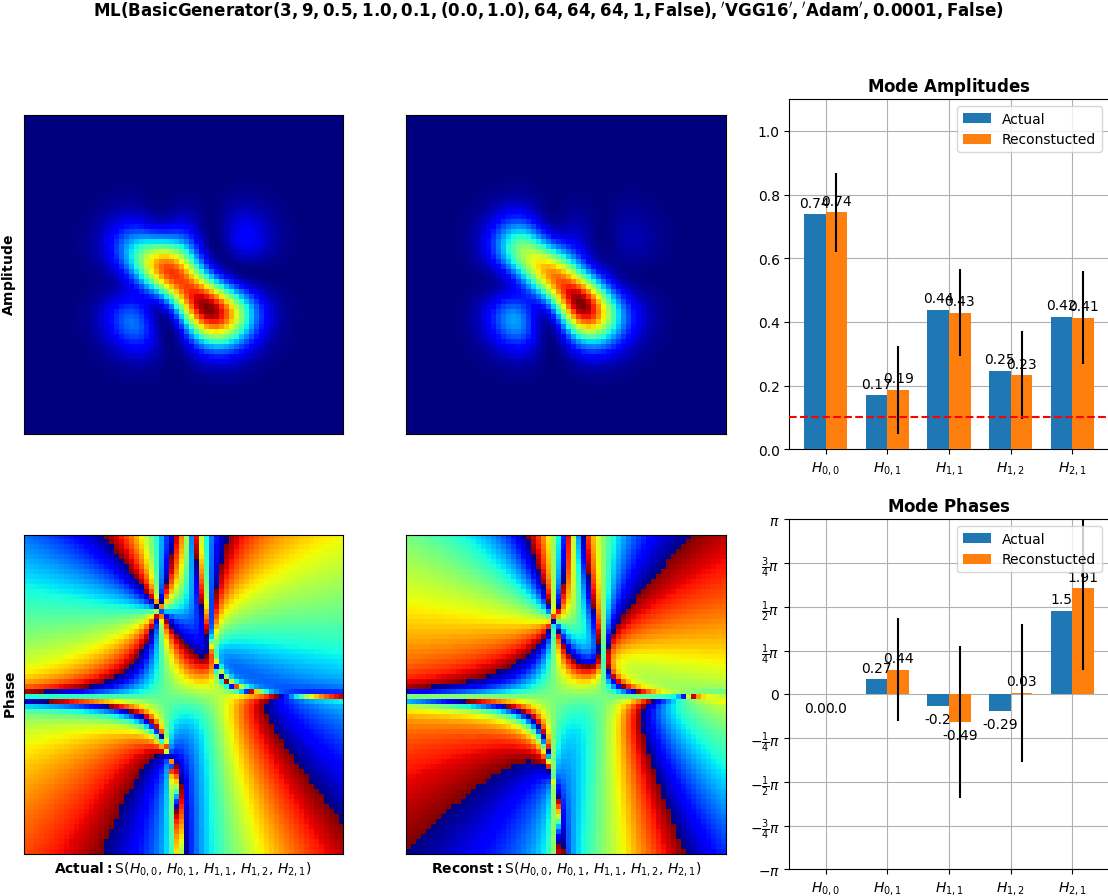 ML(BasicGenerator(3, 9, 0.5, 1.0, 0.1, (0.0, 1.0), 64, 64, 64, 1, False), ′VGG16′, ′Adam′, 0.0001, False)
Amplitude
Mode Amplitudes
Actual
Reconstucted
1.0
0.8
0.6
0.4
0.2
0.0
0.74
0.74
0.17
0.19
0.44
0.43
0.25
0.23
0.42
0.41
H0,0
H0,1
H1,1
H1,2
H2,1
Phase
Actual: S(H0,0, H0,1, H1,1, H1,2, H2,1)
Reconst: S(H0,0, H0,1, H1,1, H1,2, H2,1)
Mode Phases
Actual
Reconstucted
π
3/4π
1/2π
1/4π
0
−1/4π
−1/2π
−3/4π
−π
0.0
0.0
0.27
0.44
-0.2
-0.49
-0.29
0.03
1.5
1.91
H0,0
H0,1
H1,1
H1,2
H2,1